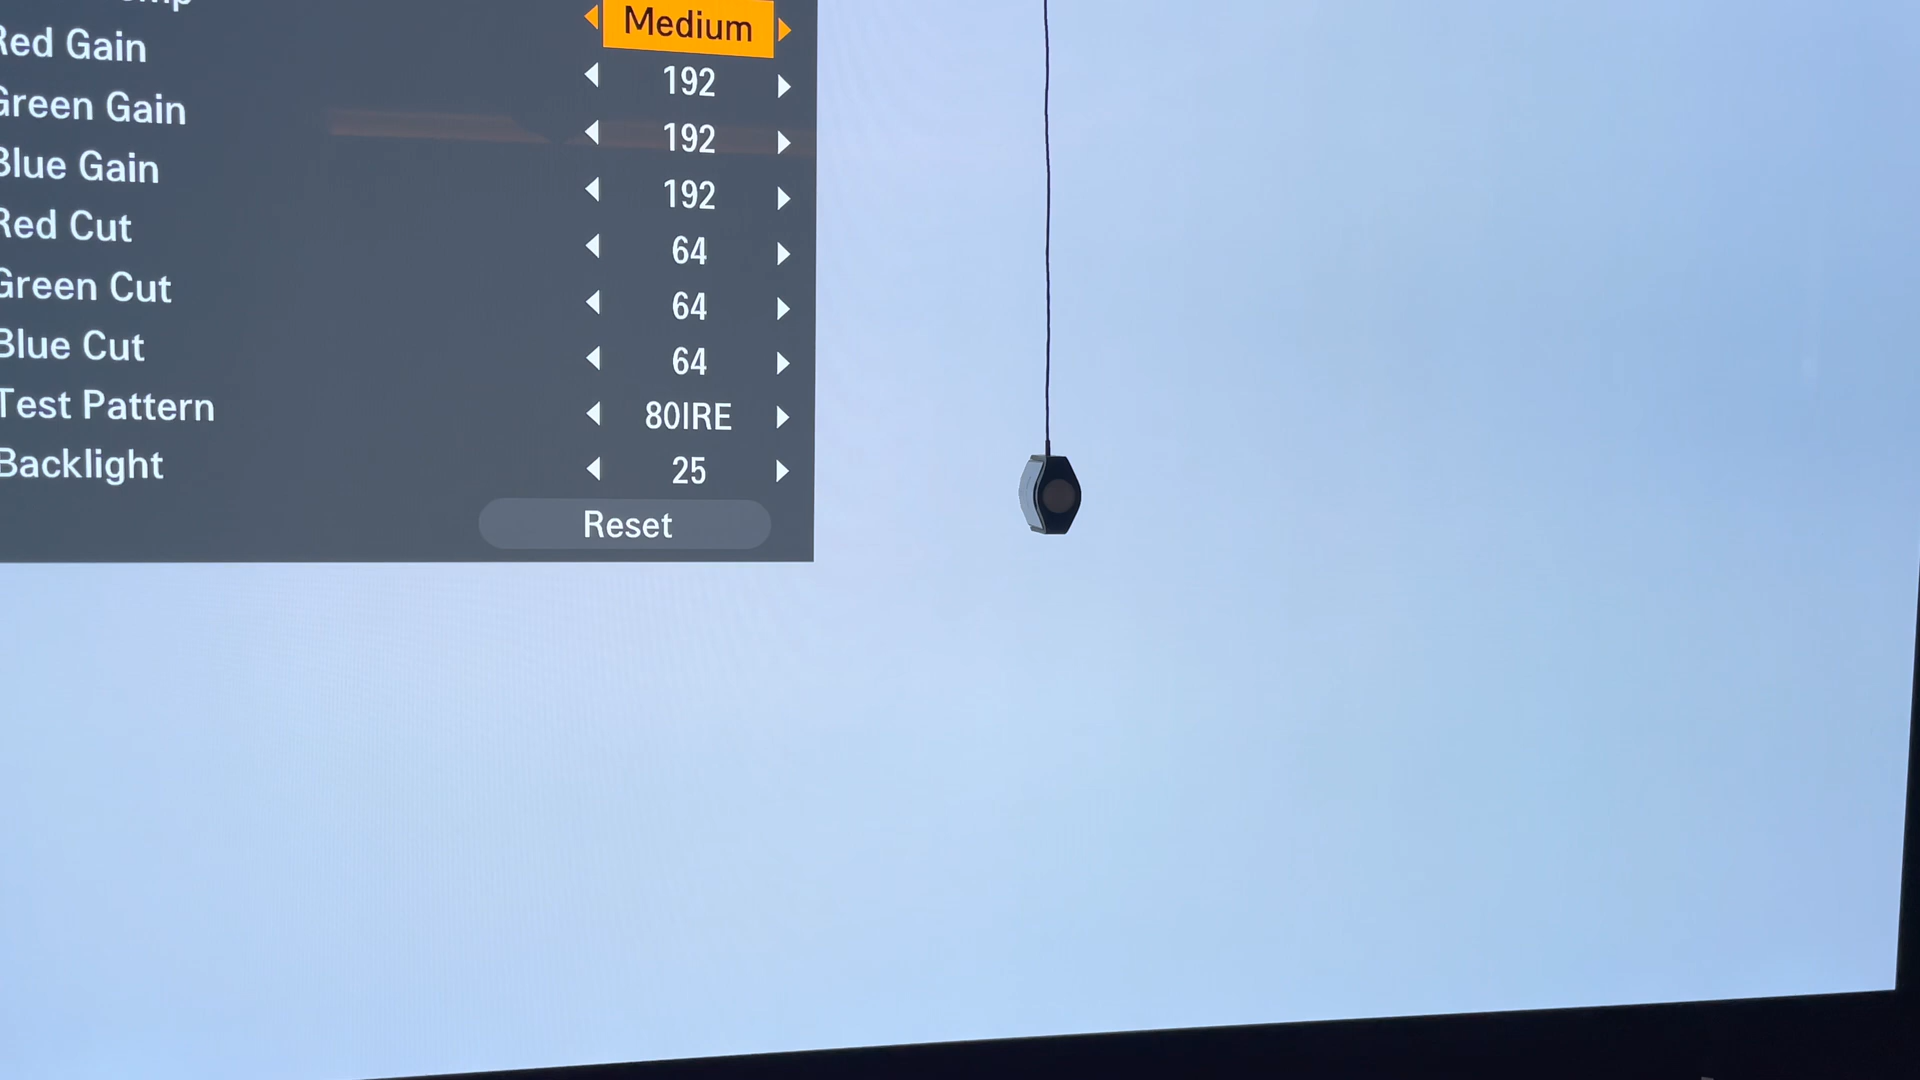 Medium
Red Gain 192
Green Gain 192
Blue Gain 192
Red Cut 64
Green Cut 64
Blue Cut 64
Test Pattern 80IRE
Backlight 25
Reset